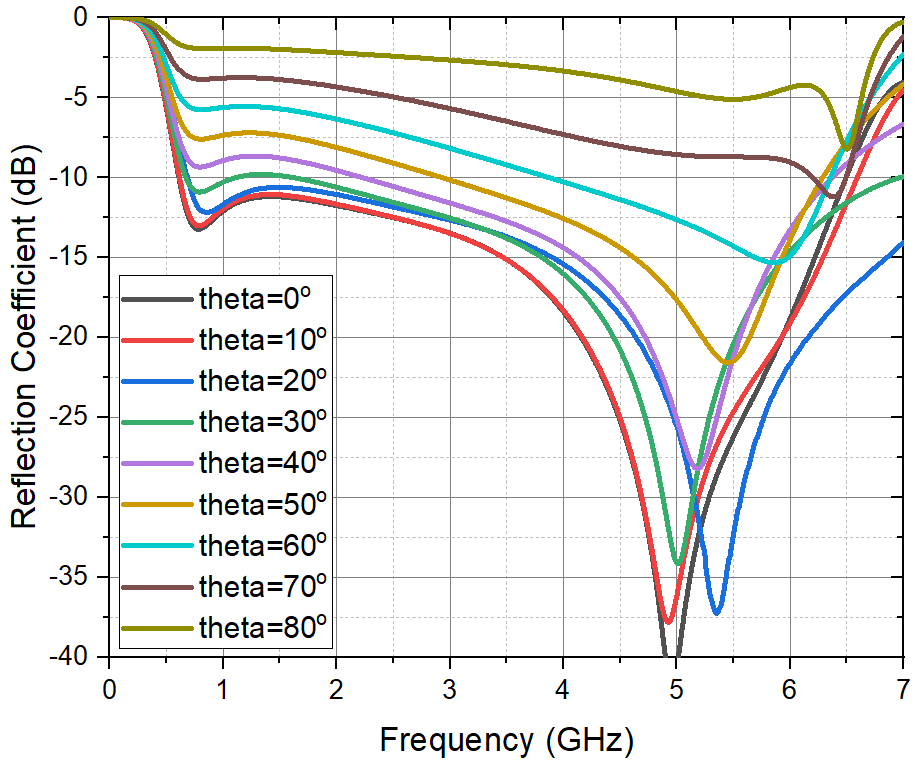 0
-5
-10
-15
-20
-25
-30
-35
-40
Reflection Coefficient (dB)
theta=0º
theta=10º
theta=20º
theta=30º
theta=40º
theta=50º
theta=60º
theta=70º
theta=80º
0 1 2 3 4 5 6 7
Frequency (GHz)